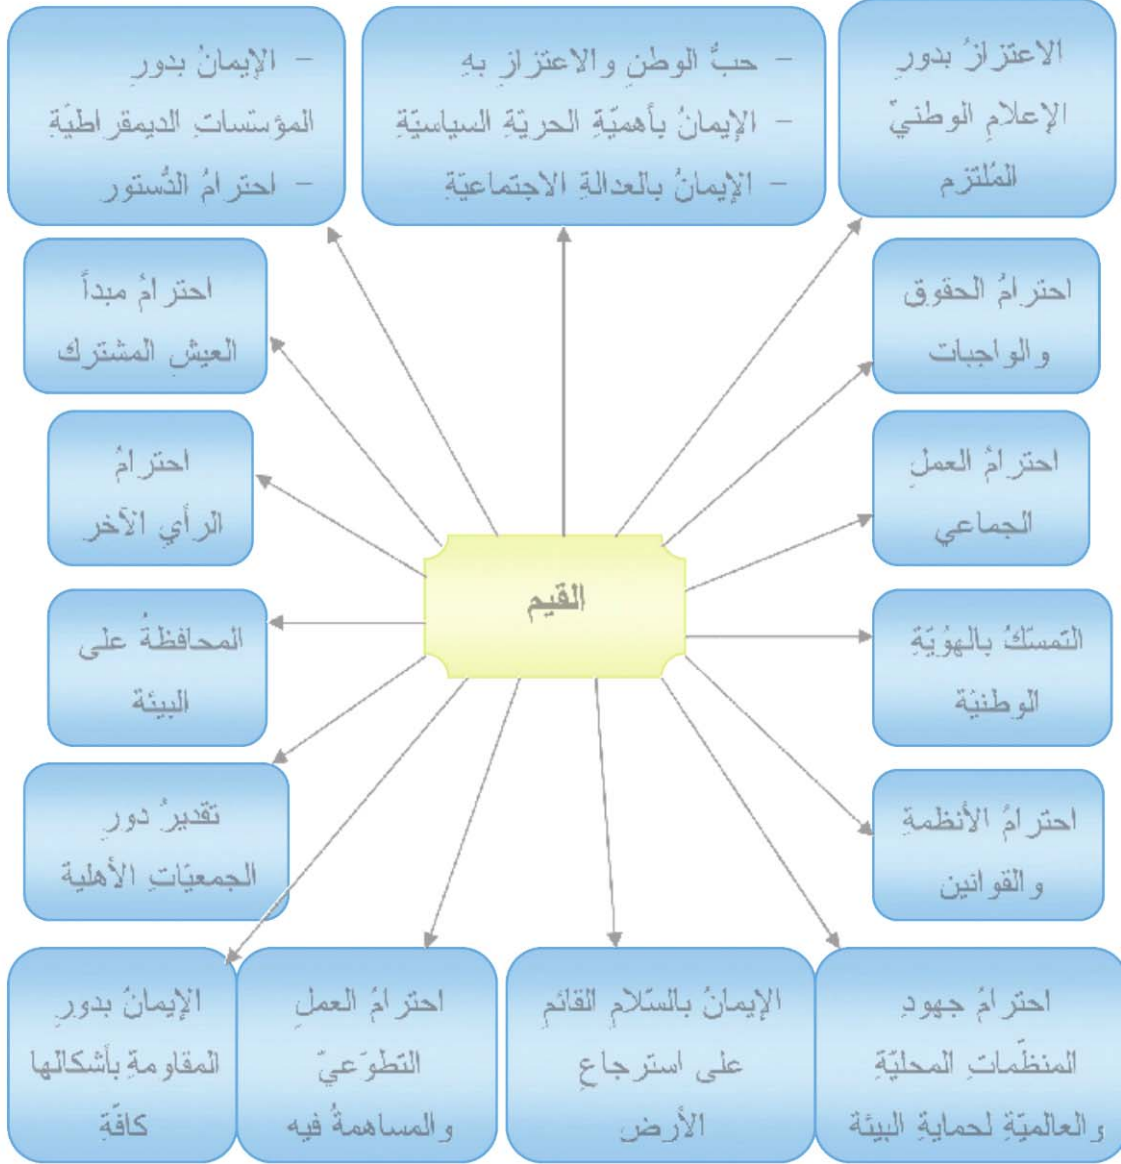 الاعتزازُ بدورِ
الإعلامِ الوطنيّ
المُلتزم
- حبُّ الوطنِ والاعتزازِ بهِ
- الإيمانُ بأهميّةِ الحريّةِ السياسيّةِ
- الإيمانُ بالعدالةِ الاجتماعيّةِ
- الإيمانُ بدورِ
المؤسّساتِ الديمقراطيّةِ
- احترامُ الدُّستور
احترامُ الحقوق
والواجبات
احترامُ مبدأ
العيشِ المشترك
احترامُ العملِ
الجماعي
احترامُ
الرأيِ الآخر
القيم
التمسّكُ بالهُويّةِ
الوطنيّة
المحافظةُ على
البيئة
احترامُ الأنظمةِ
والقوانين
تقديرُ دورِ
الجمعيّاتِ الأهلية
احترامُ جهودِ
المنظّماتِ المحليّةِ
والعالميّةِ لحمايةِ البيئة
الإيمانُ بالسّلامِ القائمِ
على استرجاعِ
الأرض
احترامُ العملِ
التطوّعيّ
والمساهمةُ فيه
الإيمانُ بدورِ
المقاومةِ بأشكالها
كافّةِ